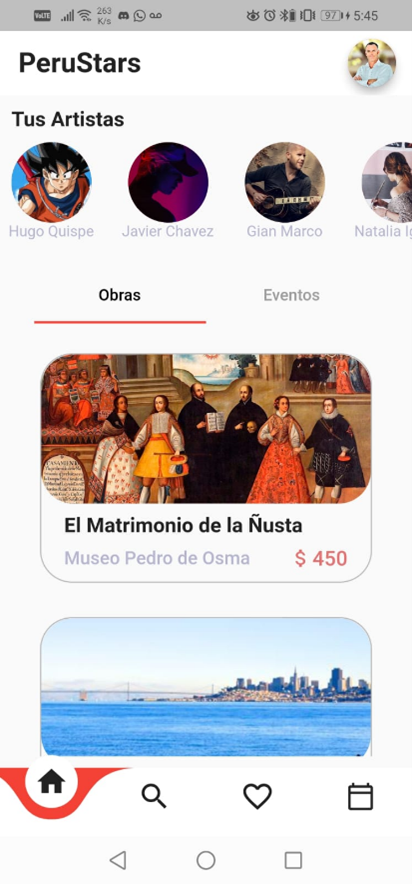 VoLTE 263 K/s 97 5:45
PeruStars
Tus Artistas
Hugo Quispe Javier Chavez Gian Marco Natalia
Obras Eventos
El Matrimonio de la Ñusta
Museo Pedro de Osma $ 450